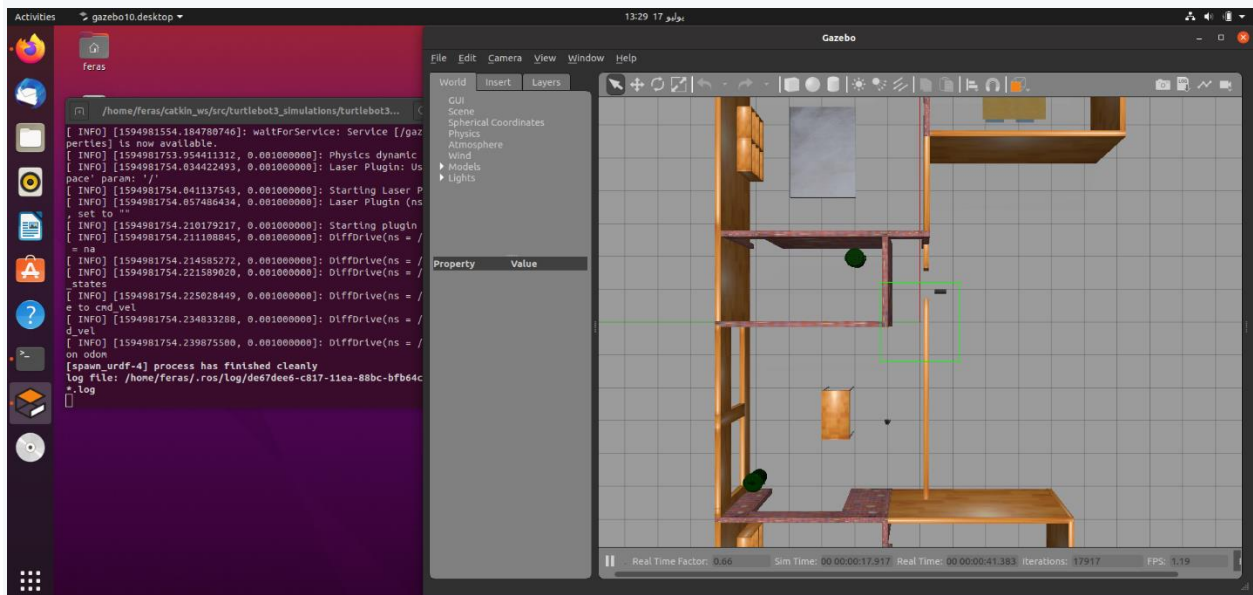 Activities
gazebo10.desktop
13:29 17 يوليو
feras
/home/feras/catkin_ws/src/turtlebot3_simulations/turtlebot3...
[ INFO] [1594981554.184780746]: waitForService: Service [/gaz
perties] is now available.
[ INFO] [1594981753.954411312, 0.001000000]: Physics dynamic
[ INFO] [1594981754.034422493, 0.001000000]: Laser Plugin: Us
pace' param: '/'
[ INFO] [1594981754.041137543, 0.001000000]: Starting Laser P
[ INFO] [1594981754.057486434, 0.001000000]: Laser Plugin (ns
, set to ""
[ INFO] [1594981754.210179217, 0.001000000]: Starting plugin
[ INFO] [1594981754.211108845, 0.001000000]: DiffDrive(ns = /
= na
[ INFO] [1594981754.214585272, 0.001000000]: DiffDrive(ns = /
[ INFO] [1594981754.221589020, 0.001000000]: DiffDrive(ns = /
_states
[ INFO] [1594981754.225028449, 0.001000000]: DiffDrive(ns = /
e to cmd_vel
[ INFO] [1594981754.234833288, 0.001000000]: DiffDrive(ns = /
d_vel
[ INFO] [1594981754.239875500, 0.001000000]: DiffDrive(ns = /
on odom
[spawn_urdf-4] process has finished cleanly
log file: /home/feras/.ros/log/de67dee6-c817-11ea-88bc-bfb64c
*.log
Gazebo
File Edit Camera View Window Help
World Insert Layers
GUI
Scene
Spherical Coordinates
Physics
Atmosphere
Wind
Models
Lights
Property Value
Real Time Factor: 0.66 Sim Time: 00 00:00:17.917 Real Time: 00 00:00:41.383 Iterations: 17917 FPS: 1.19